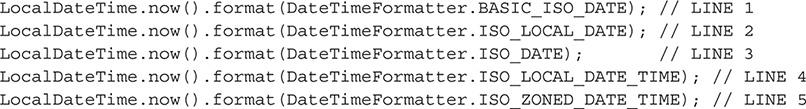 LocalDateTime.now().format(DateTimeFormatter.BASIC_ISO_DATE); // LINE 1
LocalDateTime.now().format(DateTimeFormatter.ISO_LOCAL_DATE); // LINE 2
LocalDateTime.now().format(DateTimeFormatter.ISO_DATE);       // LINE 3
LocalDateTime.now().format(DateTimeFormatter.ISO_LOCAL_DATE_TIME); // LINE 4
LocalDateTime.now().format(DateTimeFormatter.ISO_ZONED_DATE_TIME); // LINE 5